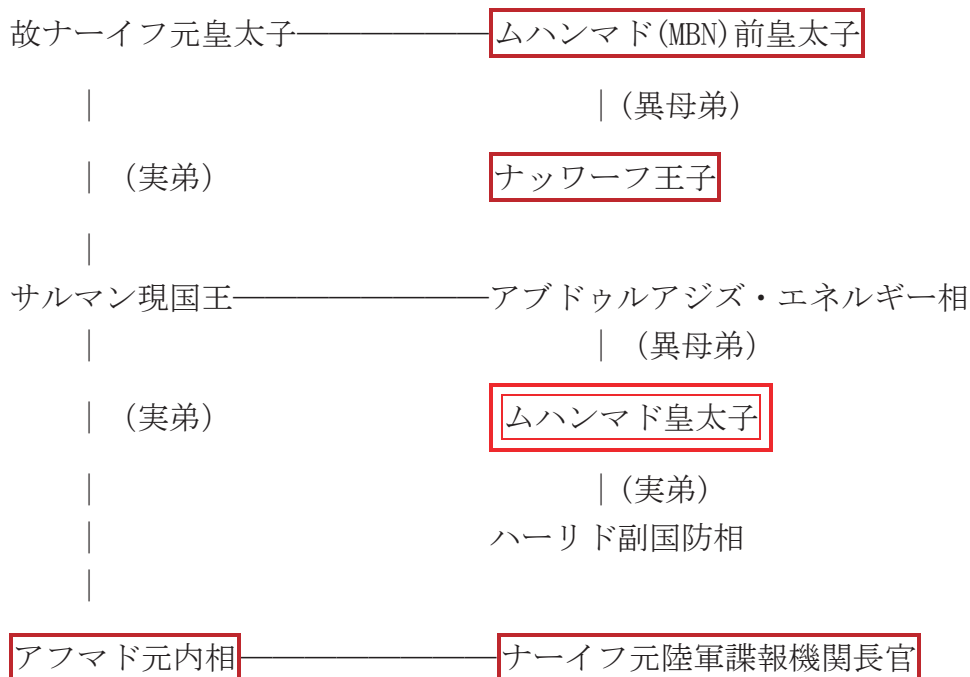 故ナーイフ元皇太子――――――ムハンマド(MBN)前皇太子
| |(異母弟)
| (実弟) ナッワーフ王子
|
サルマン現国王――――――――アブドゥルアジズ・エネルギー相
| | (異母弟)
| (実弟) ムハンマド皇太子
| |(実弟)
| ハーリド副国防相
|
アフマド元内相――――――――ナーイフ元陸軍諜報機関長官